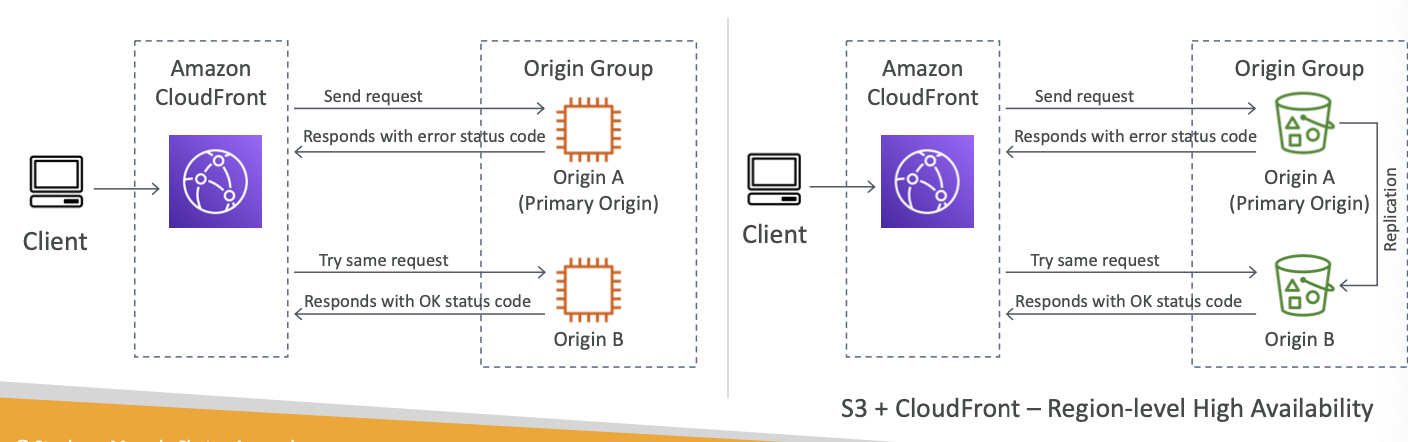 Amazon
CloudFront
Origin Group
Send request
Responds with error status code
Origin A
(Primary Origin)
Client
Try same request
Responds with OK status code
Origin B
Amazon
CloudFront
Origin Group
Send request
Responds with error status code
Origin A
(Primary Origin)
Replication
Client
Try same request
Responds with OK status code
Origin B
S3 + CloudFront – Region-level High Availability